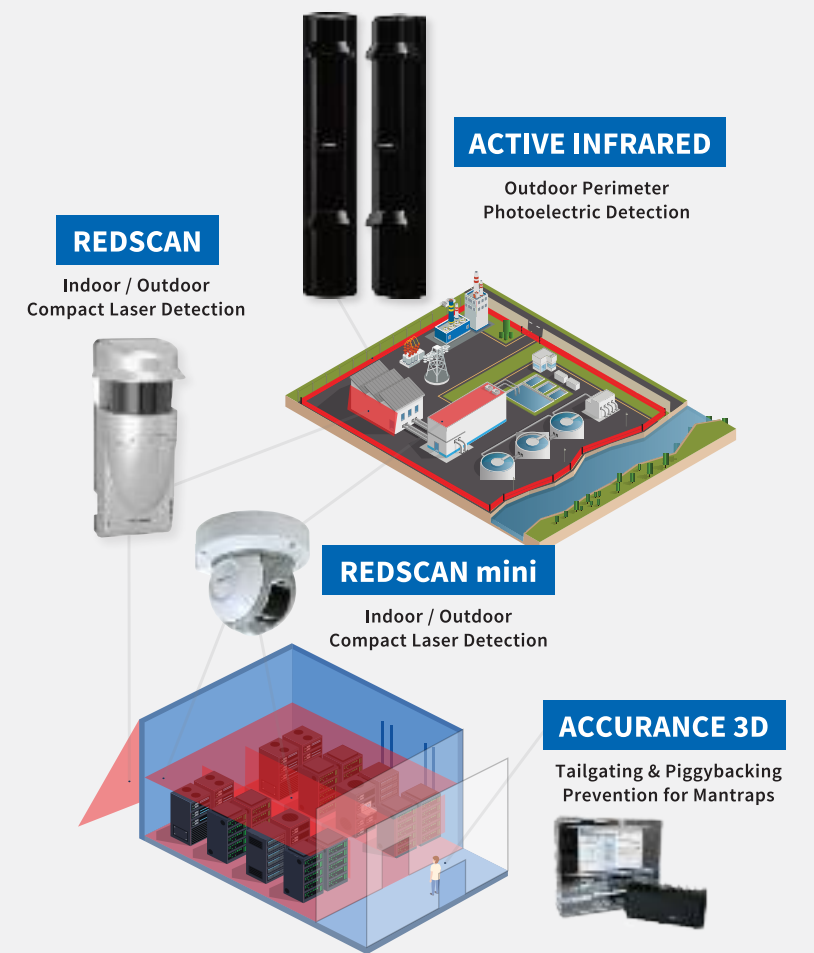 ACTIVE INFRARED
Outdoor Perimeter
Photoelectric Detection
REDSCAN
Indoor / Outdoor
Compact Laser Detection
REDSCAN mini
Indoor / Outdoor
Compact Laser Detection
ACCURANCE 3D
Tailgating & Piggybacking
Prevention for Mantraps